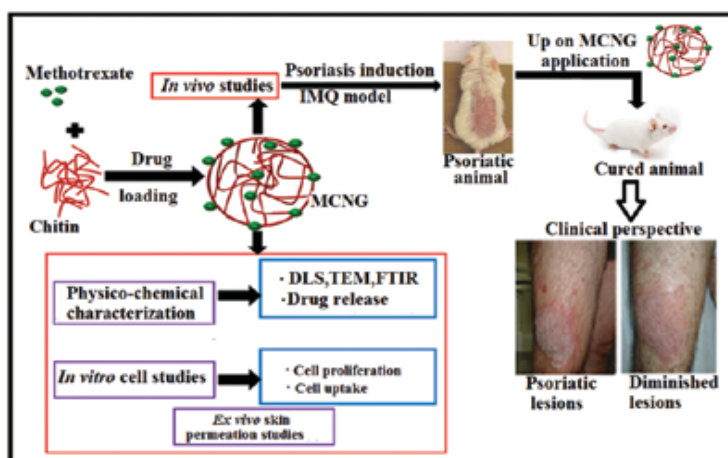 Methotrexate
+
Chitin
Drug
loading
MCNG
In vivo studies
Psoriasis induction
IMQ model
Psoriatic
animal
Up on MCNG
application
Cured animal
Clinical perspective
Psoriatic
lesions
Diminished
lesions
Physico-chemical
characterization
· DLS,TEM,FTIR
·Drug release
In vitro cell studies
· Cell proliferation
· Cell uptake
Ex vivo skin
permeation studies